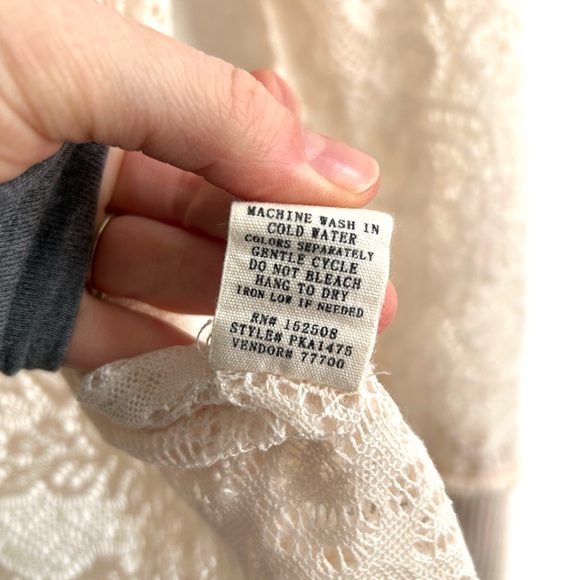 MACHINE WASH IN
COLD WATER
COLORS SEPARATELY
GENTLE CYCLE
DO NOT BLEACH
HANG TO DRY
IRON LOW IF NEEDED
RN# 152508
STYLE# PKA1475
VENDOR# 77700